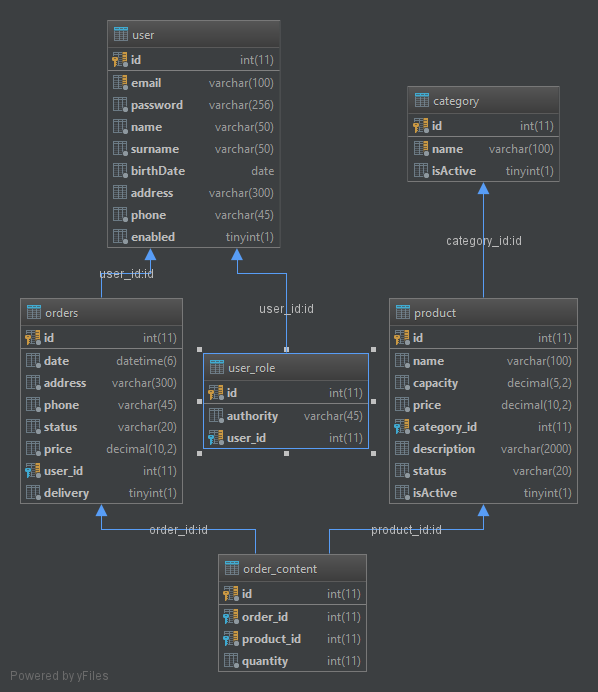 user
id int(11)
email varchar(100)
password varchar(256)
name varchar(50)
surname varchar(50)
birthDate date
address varchar(300)
phone varchar(45)
enabled tinyint(1)
category
id int(11)
name varchar(100)
isActive tinyint(1)
category_id:id
user_id:id
user_id:id
orders
id int(11)
date datetime(6)
address varchar(300)
phone varchar(45)
status varchar(20)
price decimal(10,2)
user_id int(11)
delivery tinyint(1)
user_role
id int(11)
authority varchar(45)
user_id int(11)
product
id int(11)
name varchar(100)
capacity decimal(5,2)
price decimal(10,2)
category_id int(11)
description varchar(2000)
status varchar(20)
isActive tinyint(1)
order_id:id
product_id:id
order_content
id int(11)
order_id int(11)
product_id int(11)
quantity int(11)
Powered by yFiles